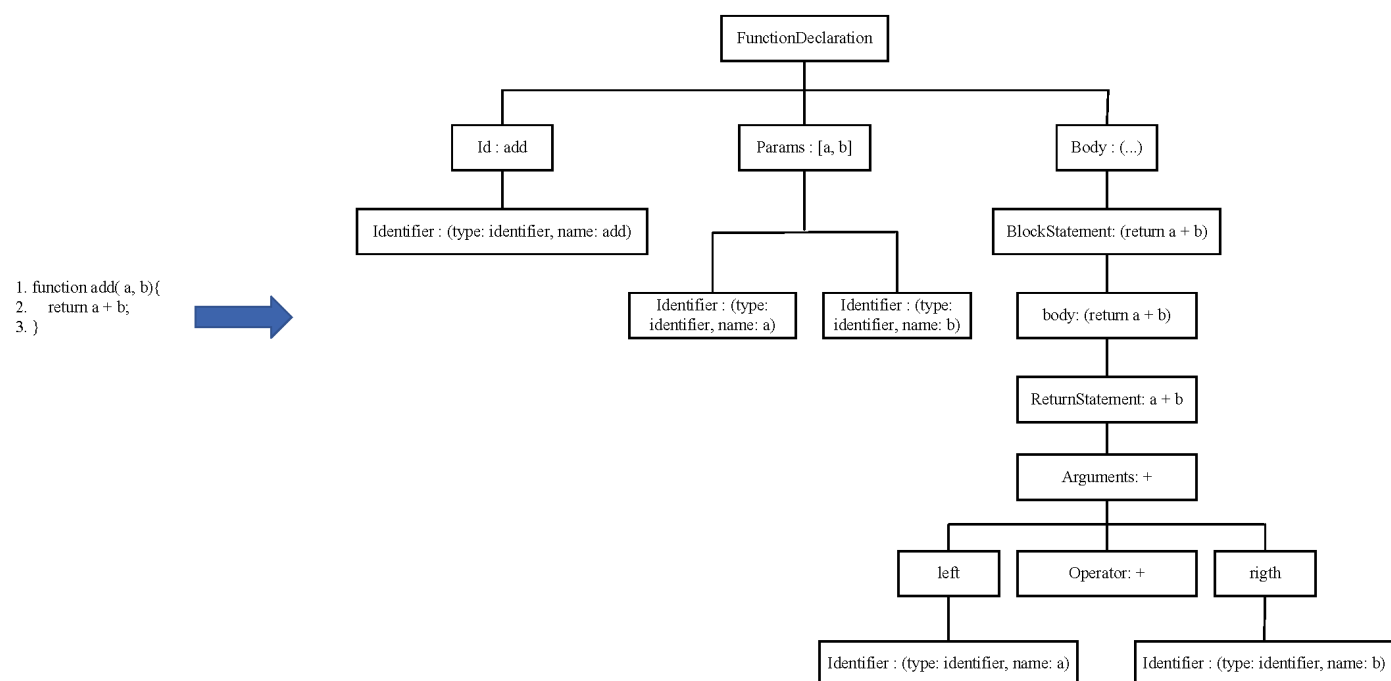 FunctionDeclaration
Id : add
Params : [a, b]
Body : (...)
Identifier : (type: identifier, name: add)
BlockStatement: (return a + b)
1. function add( a, b){
2. return a + b;
3. }
Identifier : (type:
identifier, name: a)
Identifier : (type:
identifier, name: b)
body: (return a + b)
ReturnStatement: a + b
Arguments: +
left
Operator: +
rigth
Identifier : (type: identifier, name: a)
Identifier : (type: identifier, name: b)